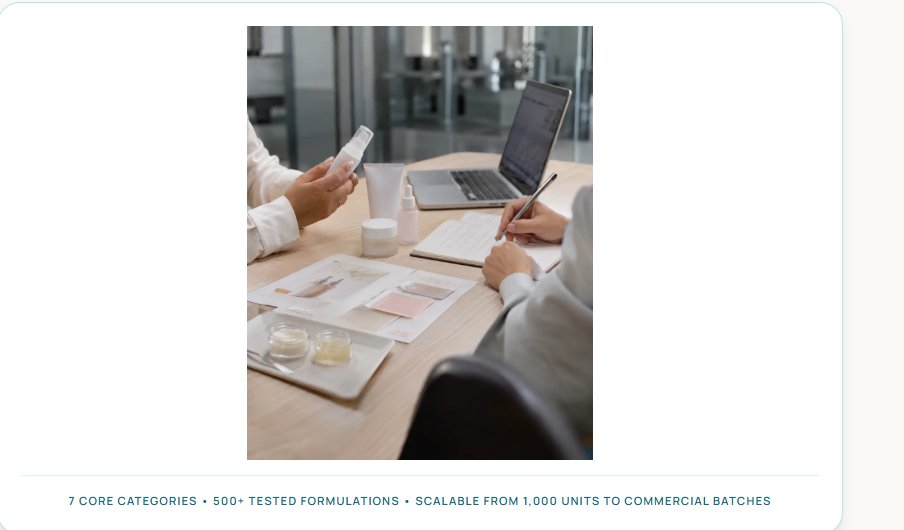 7 CORE CATEGORIES • 500+ TESTED FORMULATIONS • SCALABLE FROM 1,000 UNITS TO COMMERCIAL BATCHES